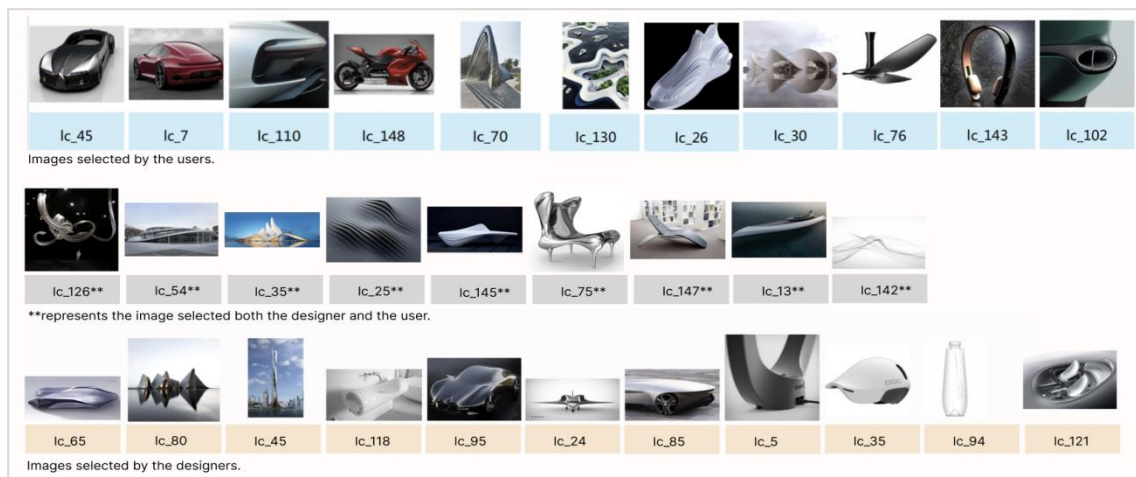 lc_45 lc_7 lc_110 lc_148 lc_70 lc_130 lc_26 lc_30 lc_76 lc_143 lc_102
Images selected by the users.
lc_126** lc_54** lc_35** lc_25** lc_145** lc_75** lc_147** lc_13** lc_142**
**represents the image selected both the designer and the user.
lc_65 lc_80 lc_45 lc_118 lc_95 lc_24 lc_85 lc_5 lc_35 lc_94 lc_121
Images selected by the designers.